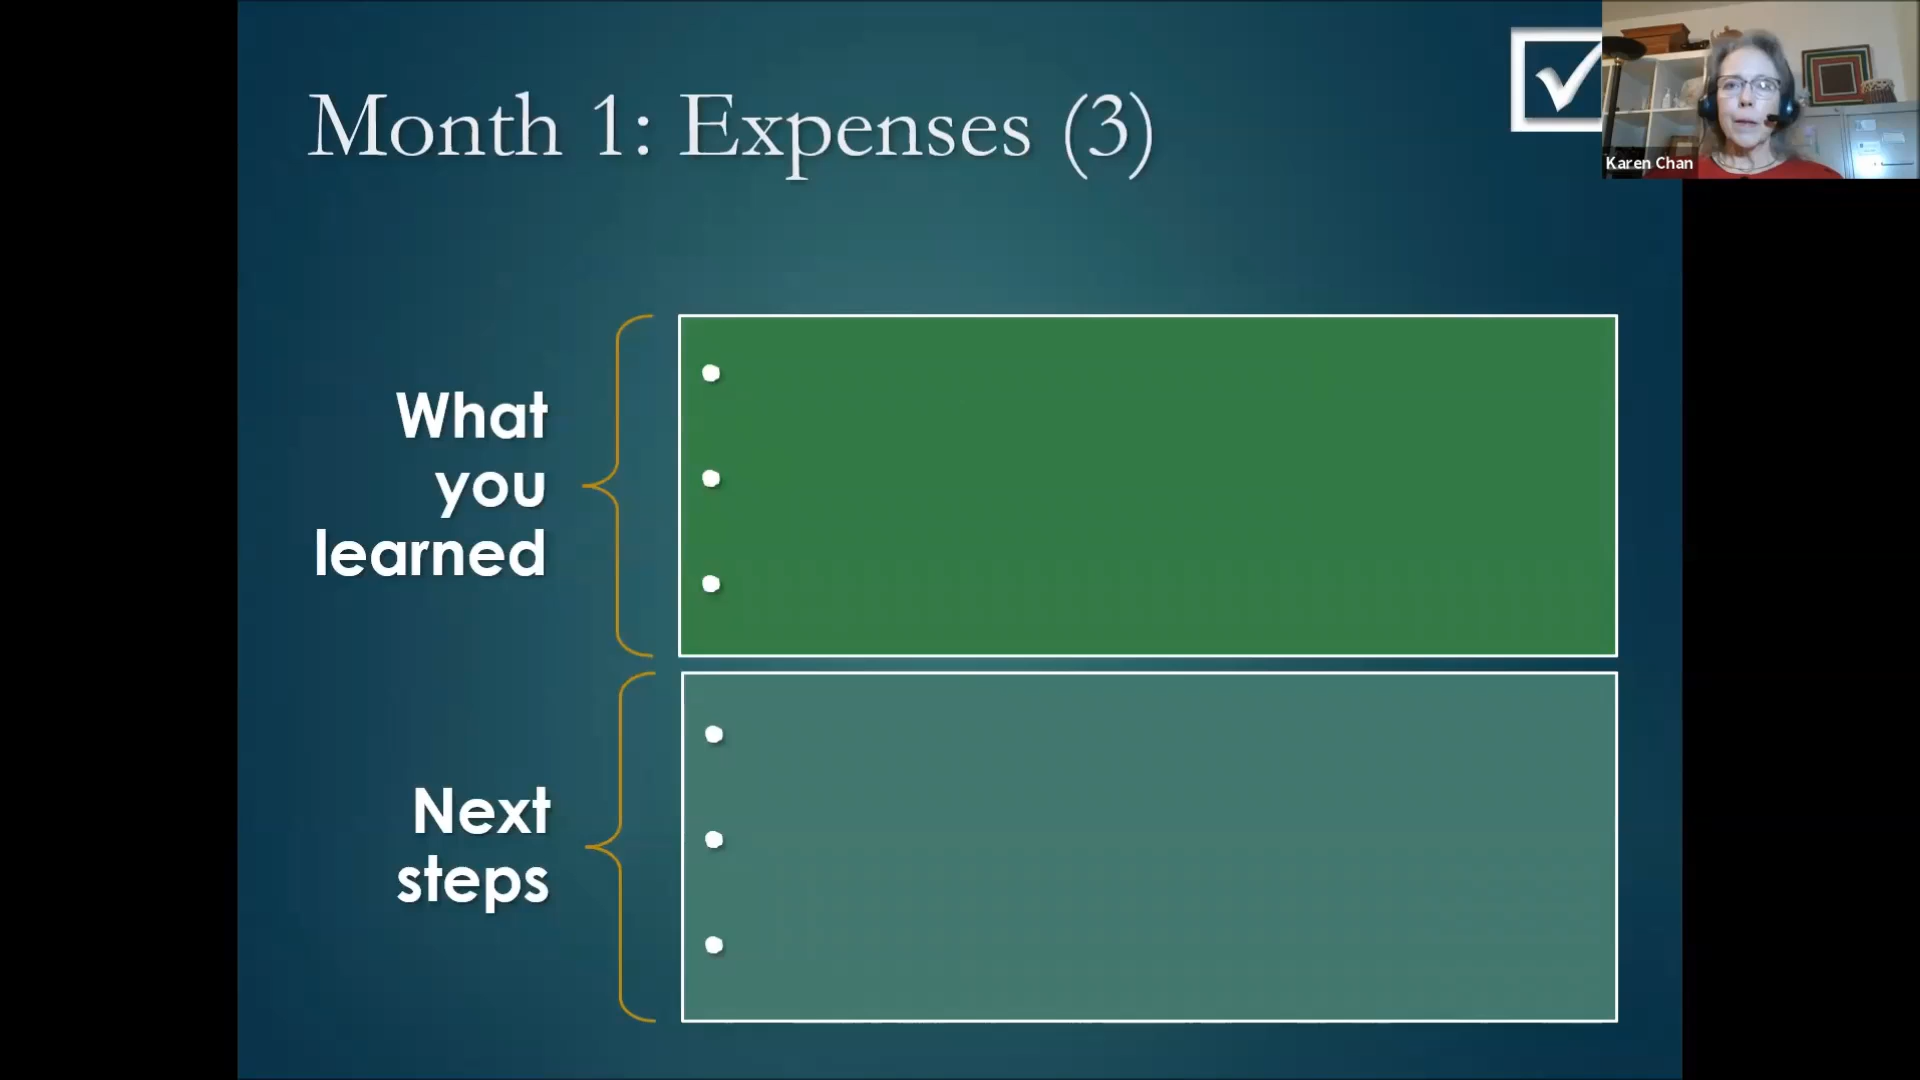 Month 1: Expenses (3)
Karen Chan
What
you
learned
Next
steps